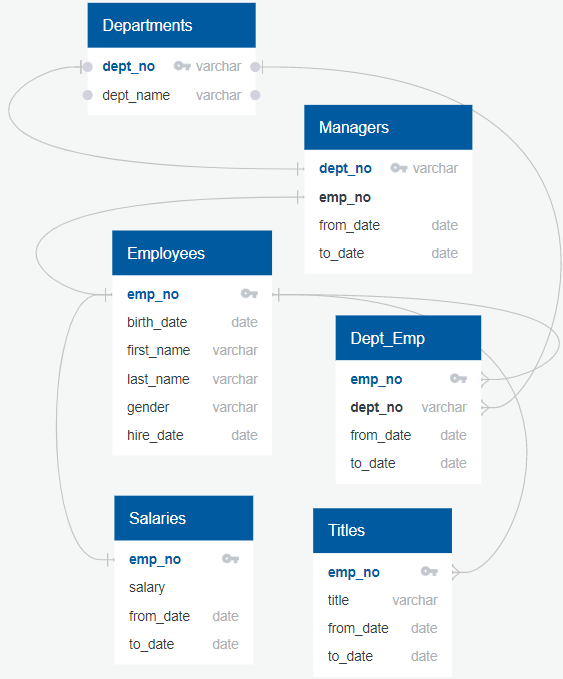 Departments
dept_no varchar
dept_name varchar
Managers
dept_no varchar
emp_no
from_date date
to_date date
Employees
emp_no
birth_date date
first_name varchar
last_name varchar
gender varchar
hire_date date
Dept_Emp
emp_no
dept_no varchar
from_date date
to_date date
Salaries
emp_no
salary
from_date date
to_date date
Titles
emp_no
title varchar
from_date date
to_date date